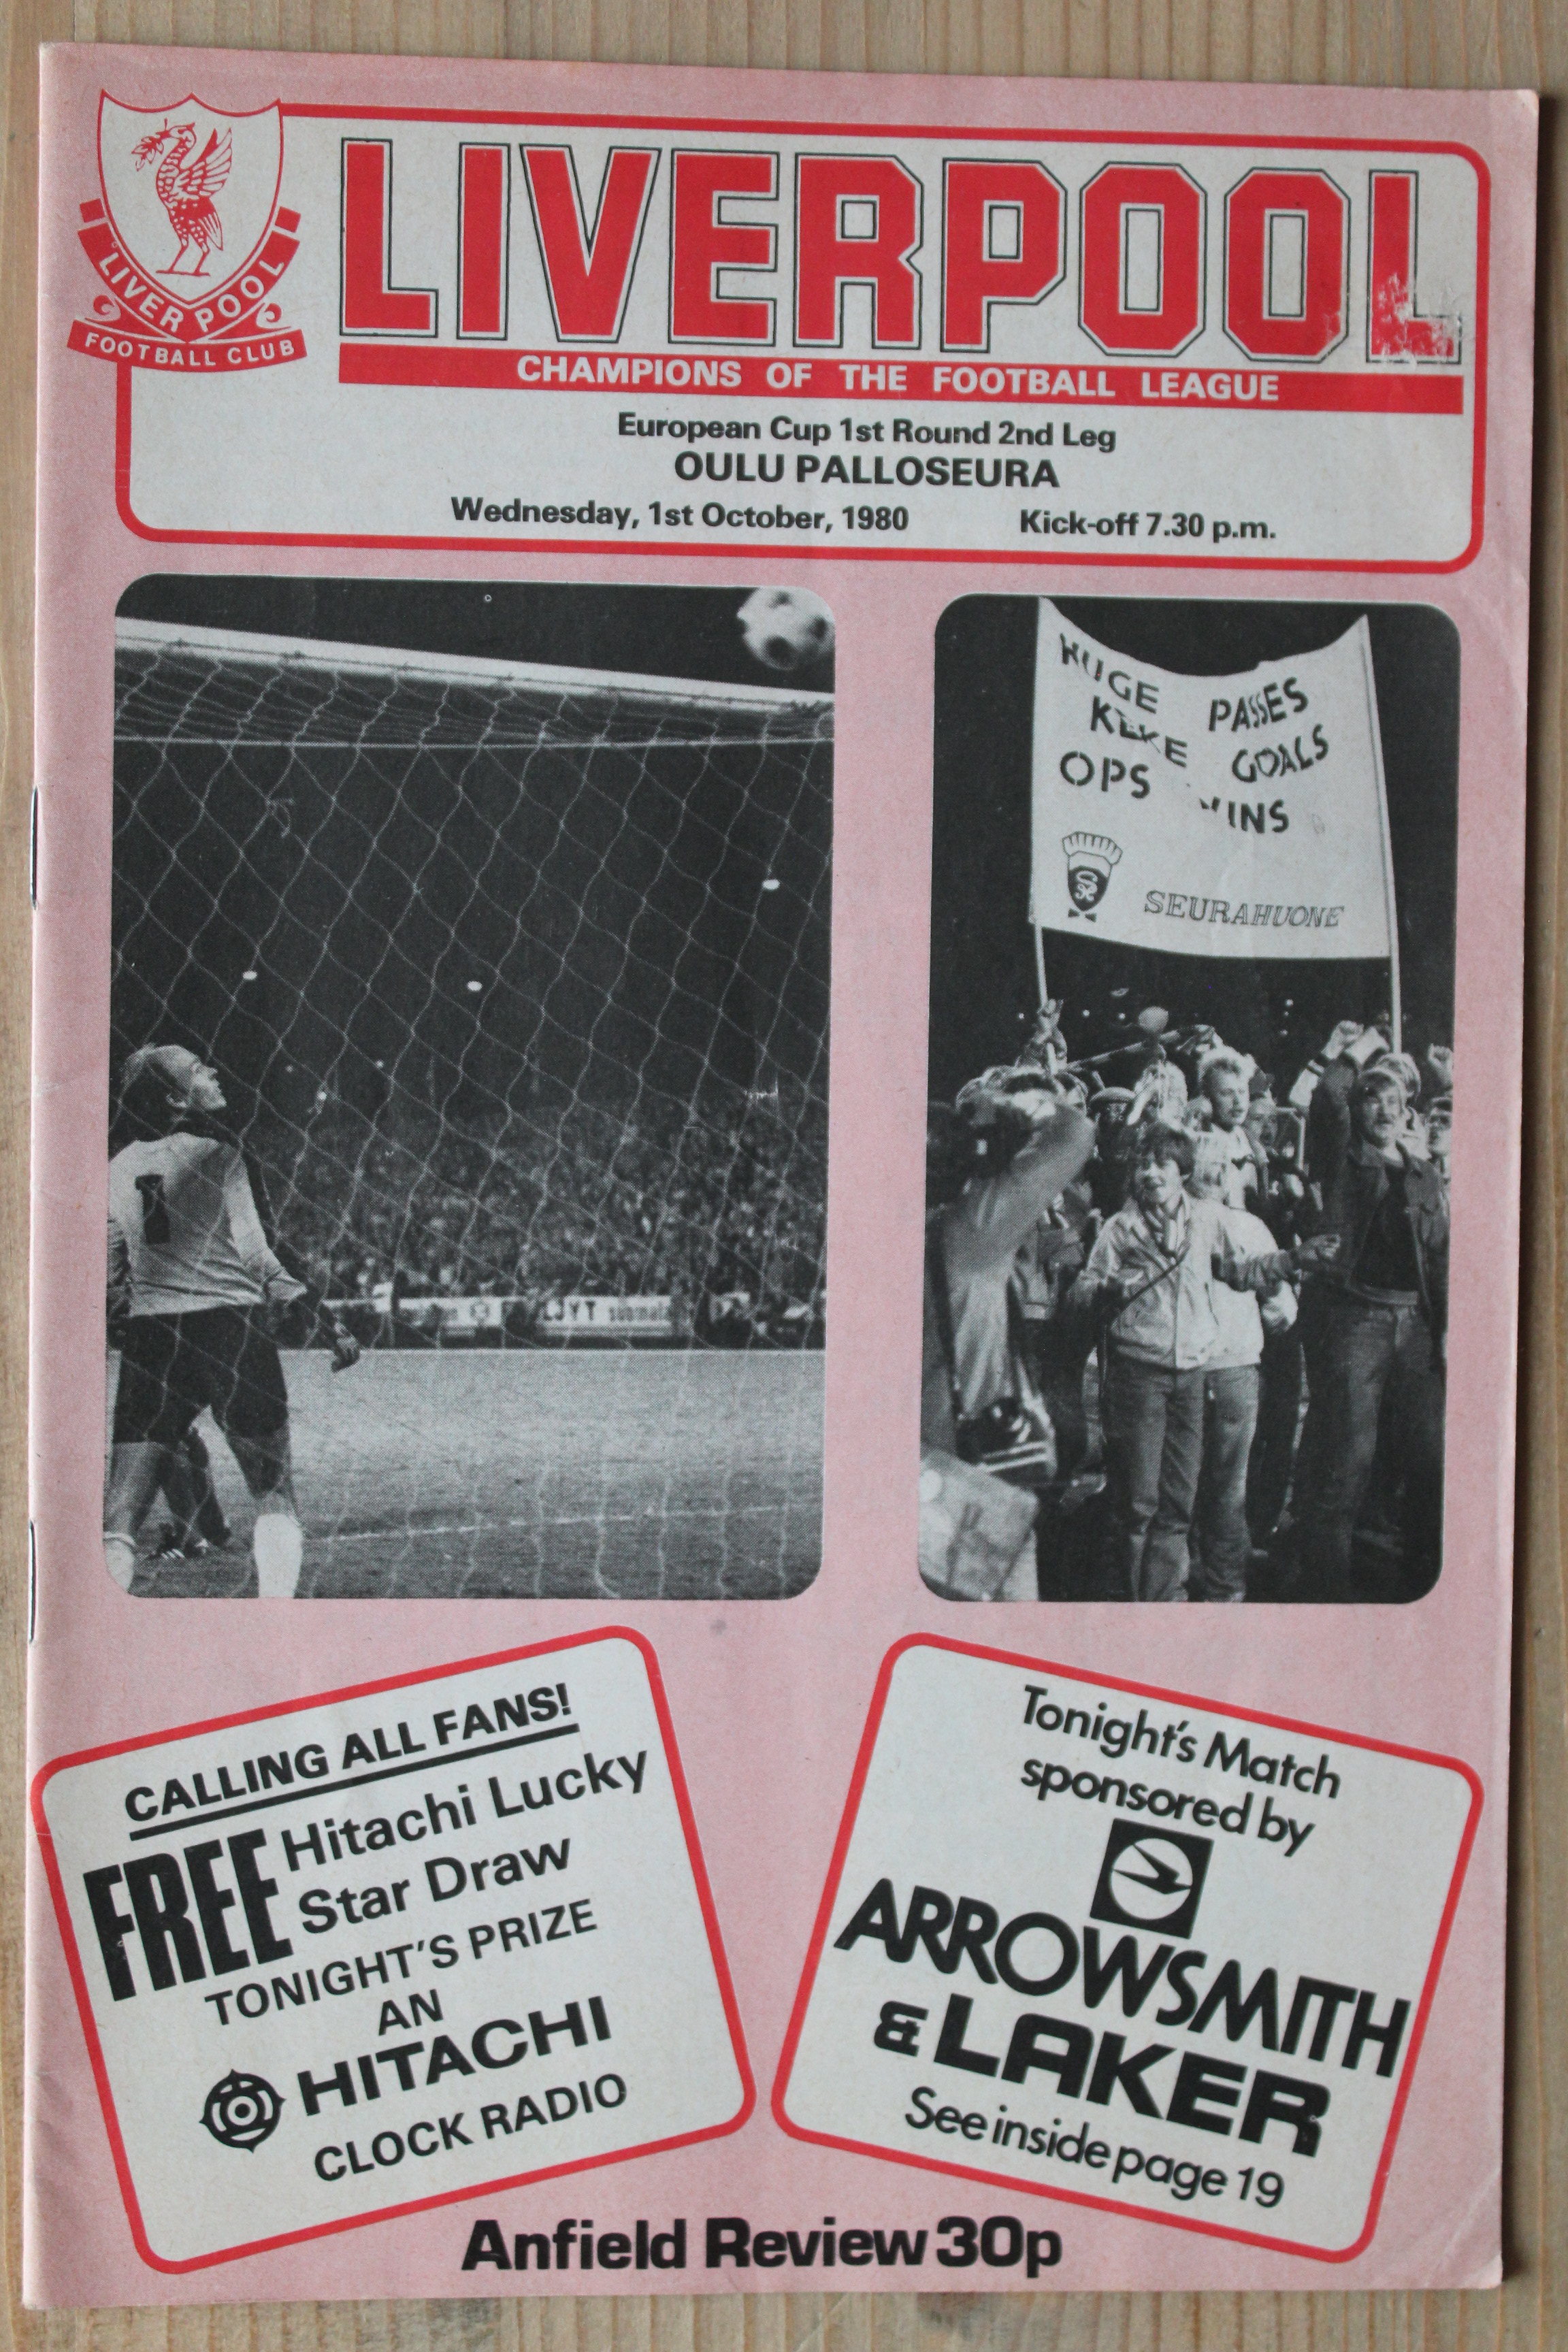 LIVERPOOL
FOOTBALL CLUB
LIVERPOOL
CHAMPIONS OF THE FOOTBALL LEAGUE
European Cup 1st Round 2nd Leg
OULU PALLOSEURA
Wednesday, 1st October, 1980 Kick-off 7.30 p.m.
1
HUGE PASSES
KEKE GOALS
OPS WINS
SEURAHUONE
CALLING ALL FANS!
FREE Hitachi Lucky
Star Draw
TONIGHT'S PRIZE
AN
HITACHI
CLOCK RADIO
Tonight's Match
sponsored by
ARROWSMITH
& LAKER
See inside page 19
Anfield Review 30p